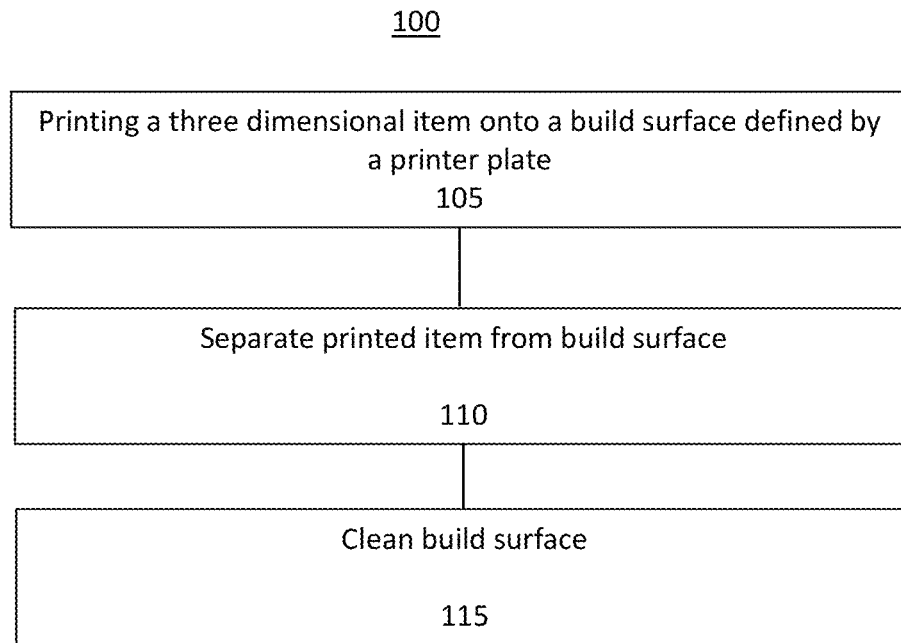 100
Printing a three dimensional item onto a build surface defined by
a printer plate
105
Separate printed item from build surface
110
Clean build surface
115